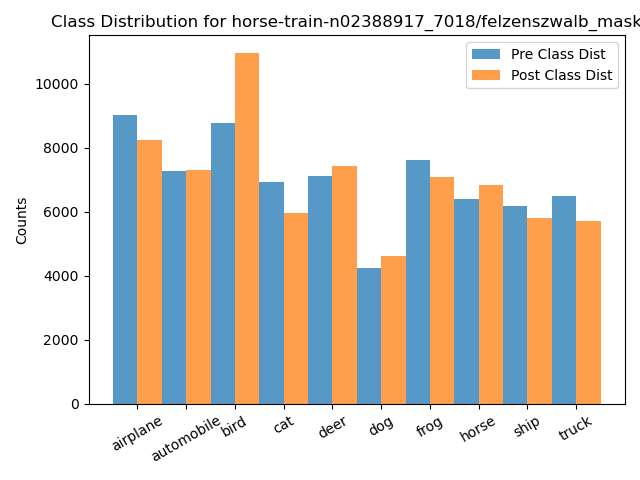 Class Distribution for horse-train-n02388917_7018/felzenszwalb_mask
Pre Class Dist
Post Class Dist
10000
8000
6000
4000
2000
0
Counts
airplane
automobile
bird
cat
deer
dog
frog
horse
ship
truck